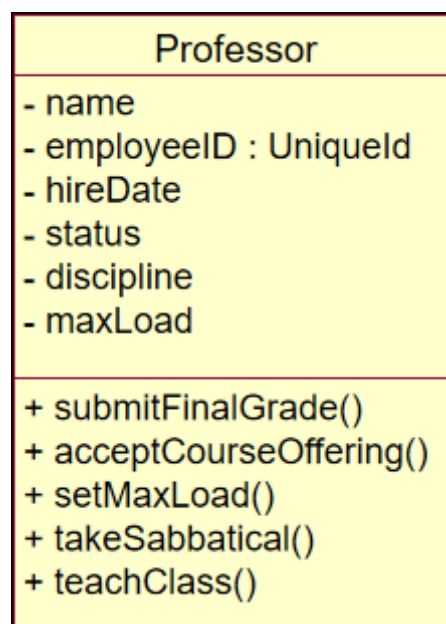 Professor
- name
- employeeID : UniqueId
- hireDate
- status
- discipline
- maxLoad
+ submitFinalGrade()
+ acceptCourseOffering()
+ setMaxLoad()
+ takeSabbatical()
+ teachClass()